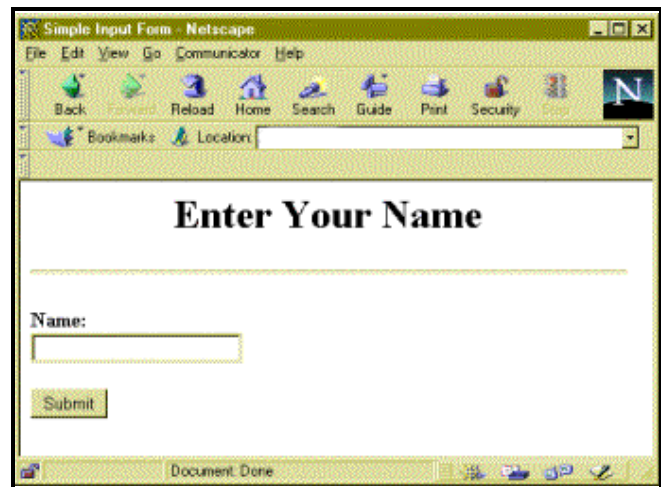 Simple Input Form - Netscape
File Edit View Go Communicator Help
Back Forward Reload Home Search Guide Print Security Stop
N
Bookmarks Location:
Enter Your Name
Name:
Submit
Document: Done